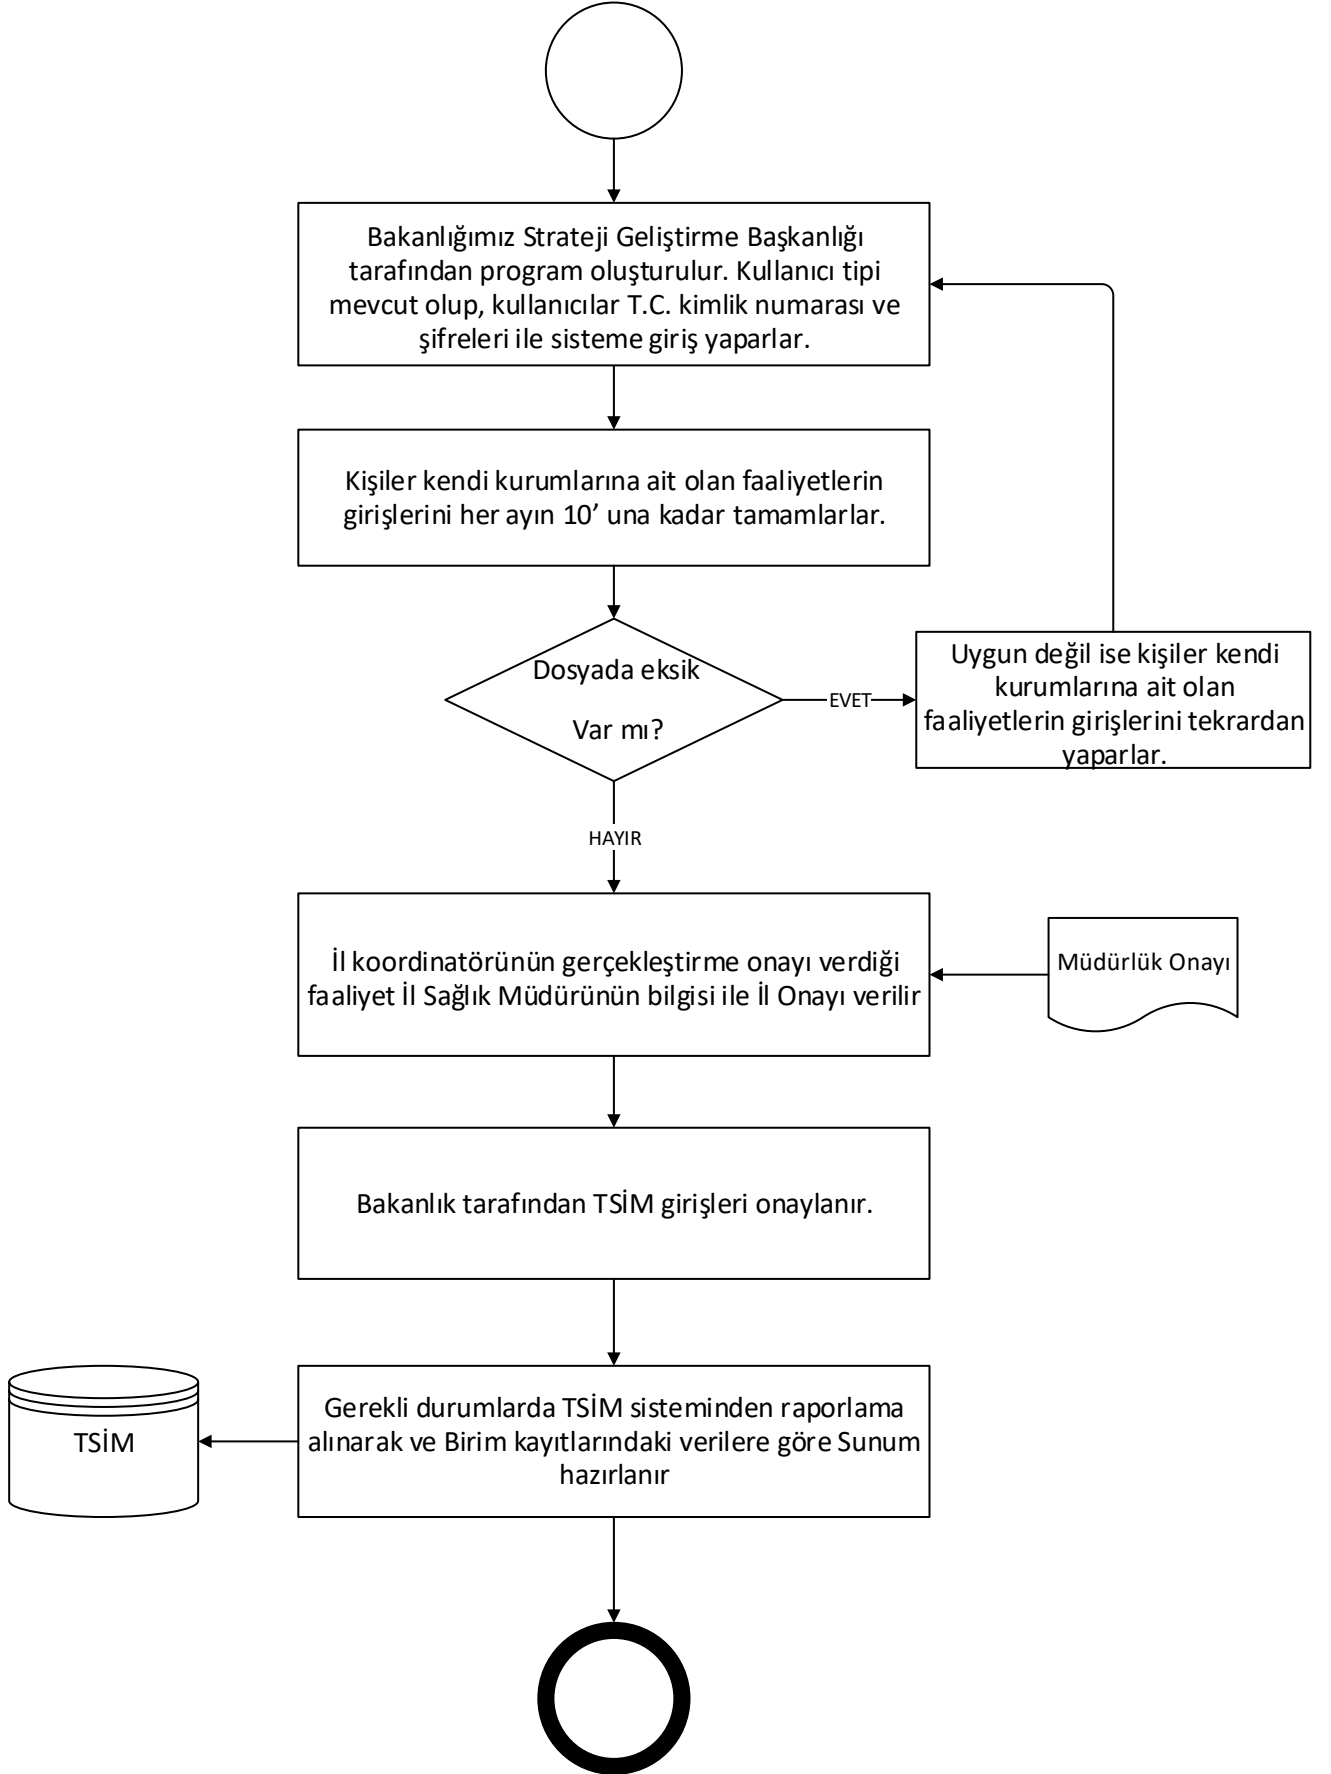 Bakanlığımız Strateji Geliştirme Başkanlığı
tarafından program oluşturulur. Kullanıcı tipi
mevcut olup, kullanıcılar T.C. kimlik numarası ve
şifreleri ile sisteme giriş yaparlar.
Kişiler kendi kurumlarına ait olan faaliyetlerin
girişlerini her ayın 10’ una kadar tamamlarlar.
Dosyada eksik
Var mı?
EVET
Uygun değil ise kişiler kendi
kurumlarına ait olan
faaliyetlerin girişlerini tekrardan
yaparlar.
HAYIR
İl koordinatörünün gerçekleştirme onayı verdiği
faaliyet İl Sağlık Müdürünün bilgisi ile İl Onayı verilir
Müdürlük Onayı
Bakanlık tarafından TSİM girişleri onaylanır.
Gerekli durumlarda TSİM sisteminden raporlama
alınarak ve Birim kayıtlarındaki verilere göre Sunum
hazırlanır
TSİM